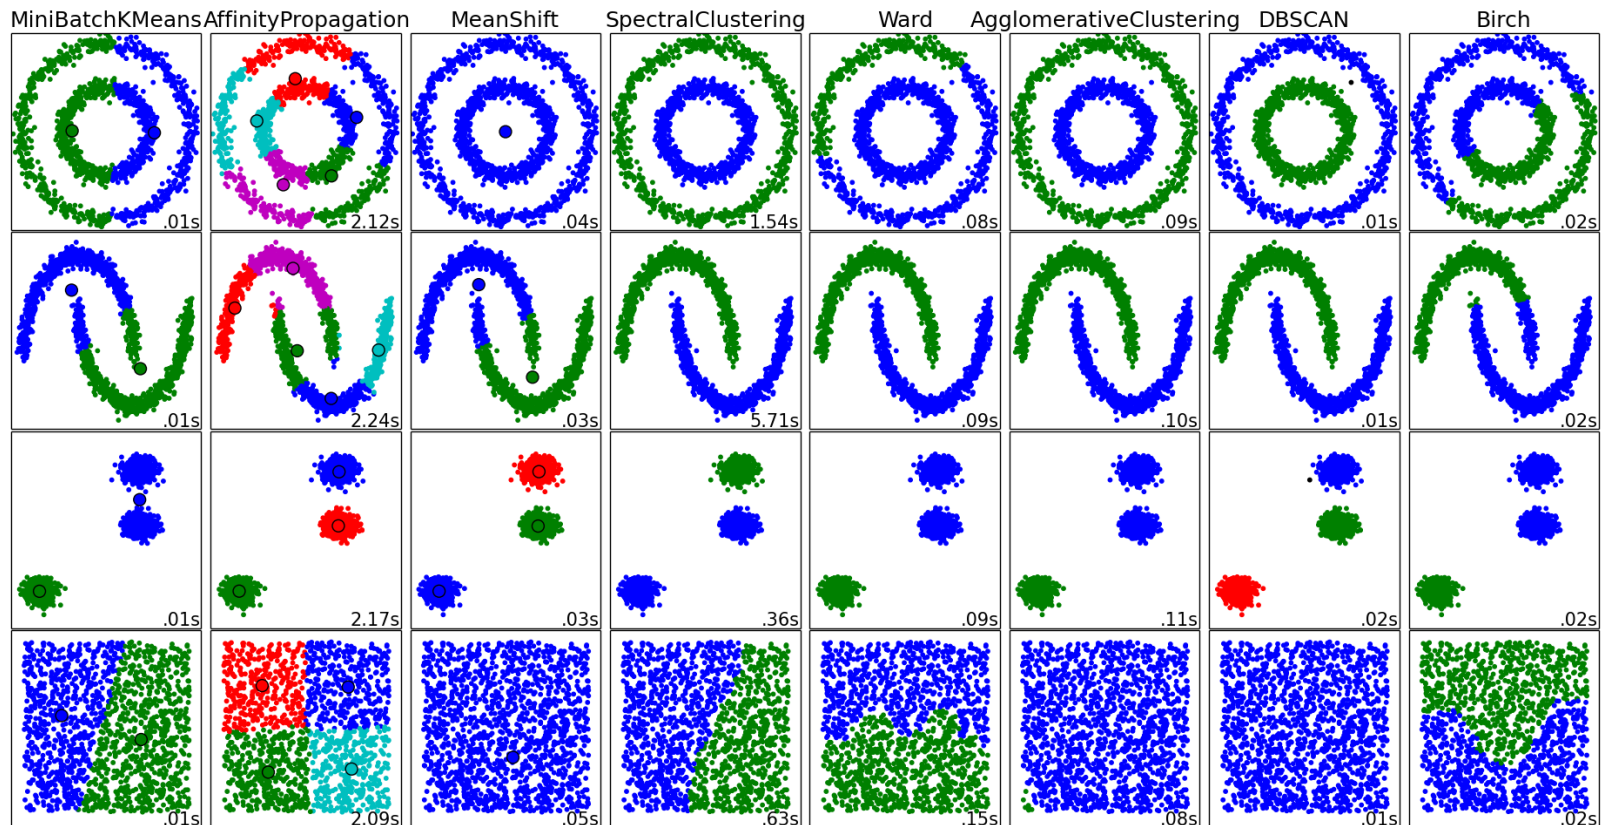 MiniBatchKMeans AffinityPropagation MeanShift SpectralClustering Ward AgglomerativeClustering DBSCAN Birch
.01s 2.12s .04s 1.54s .08s .09s .01s .02s
.01s 2.24s .03s 5.71s .09s .10s .01s .02s
.01s 2.17s .03s .36s .09s .11s .02s .02s
.01s 2.09s .05s .63s .15s .08s .01s .02s